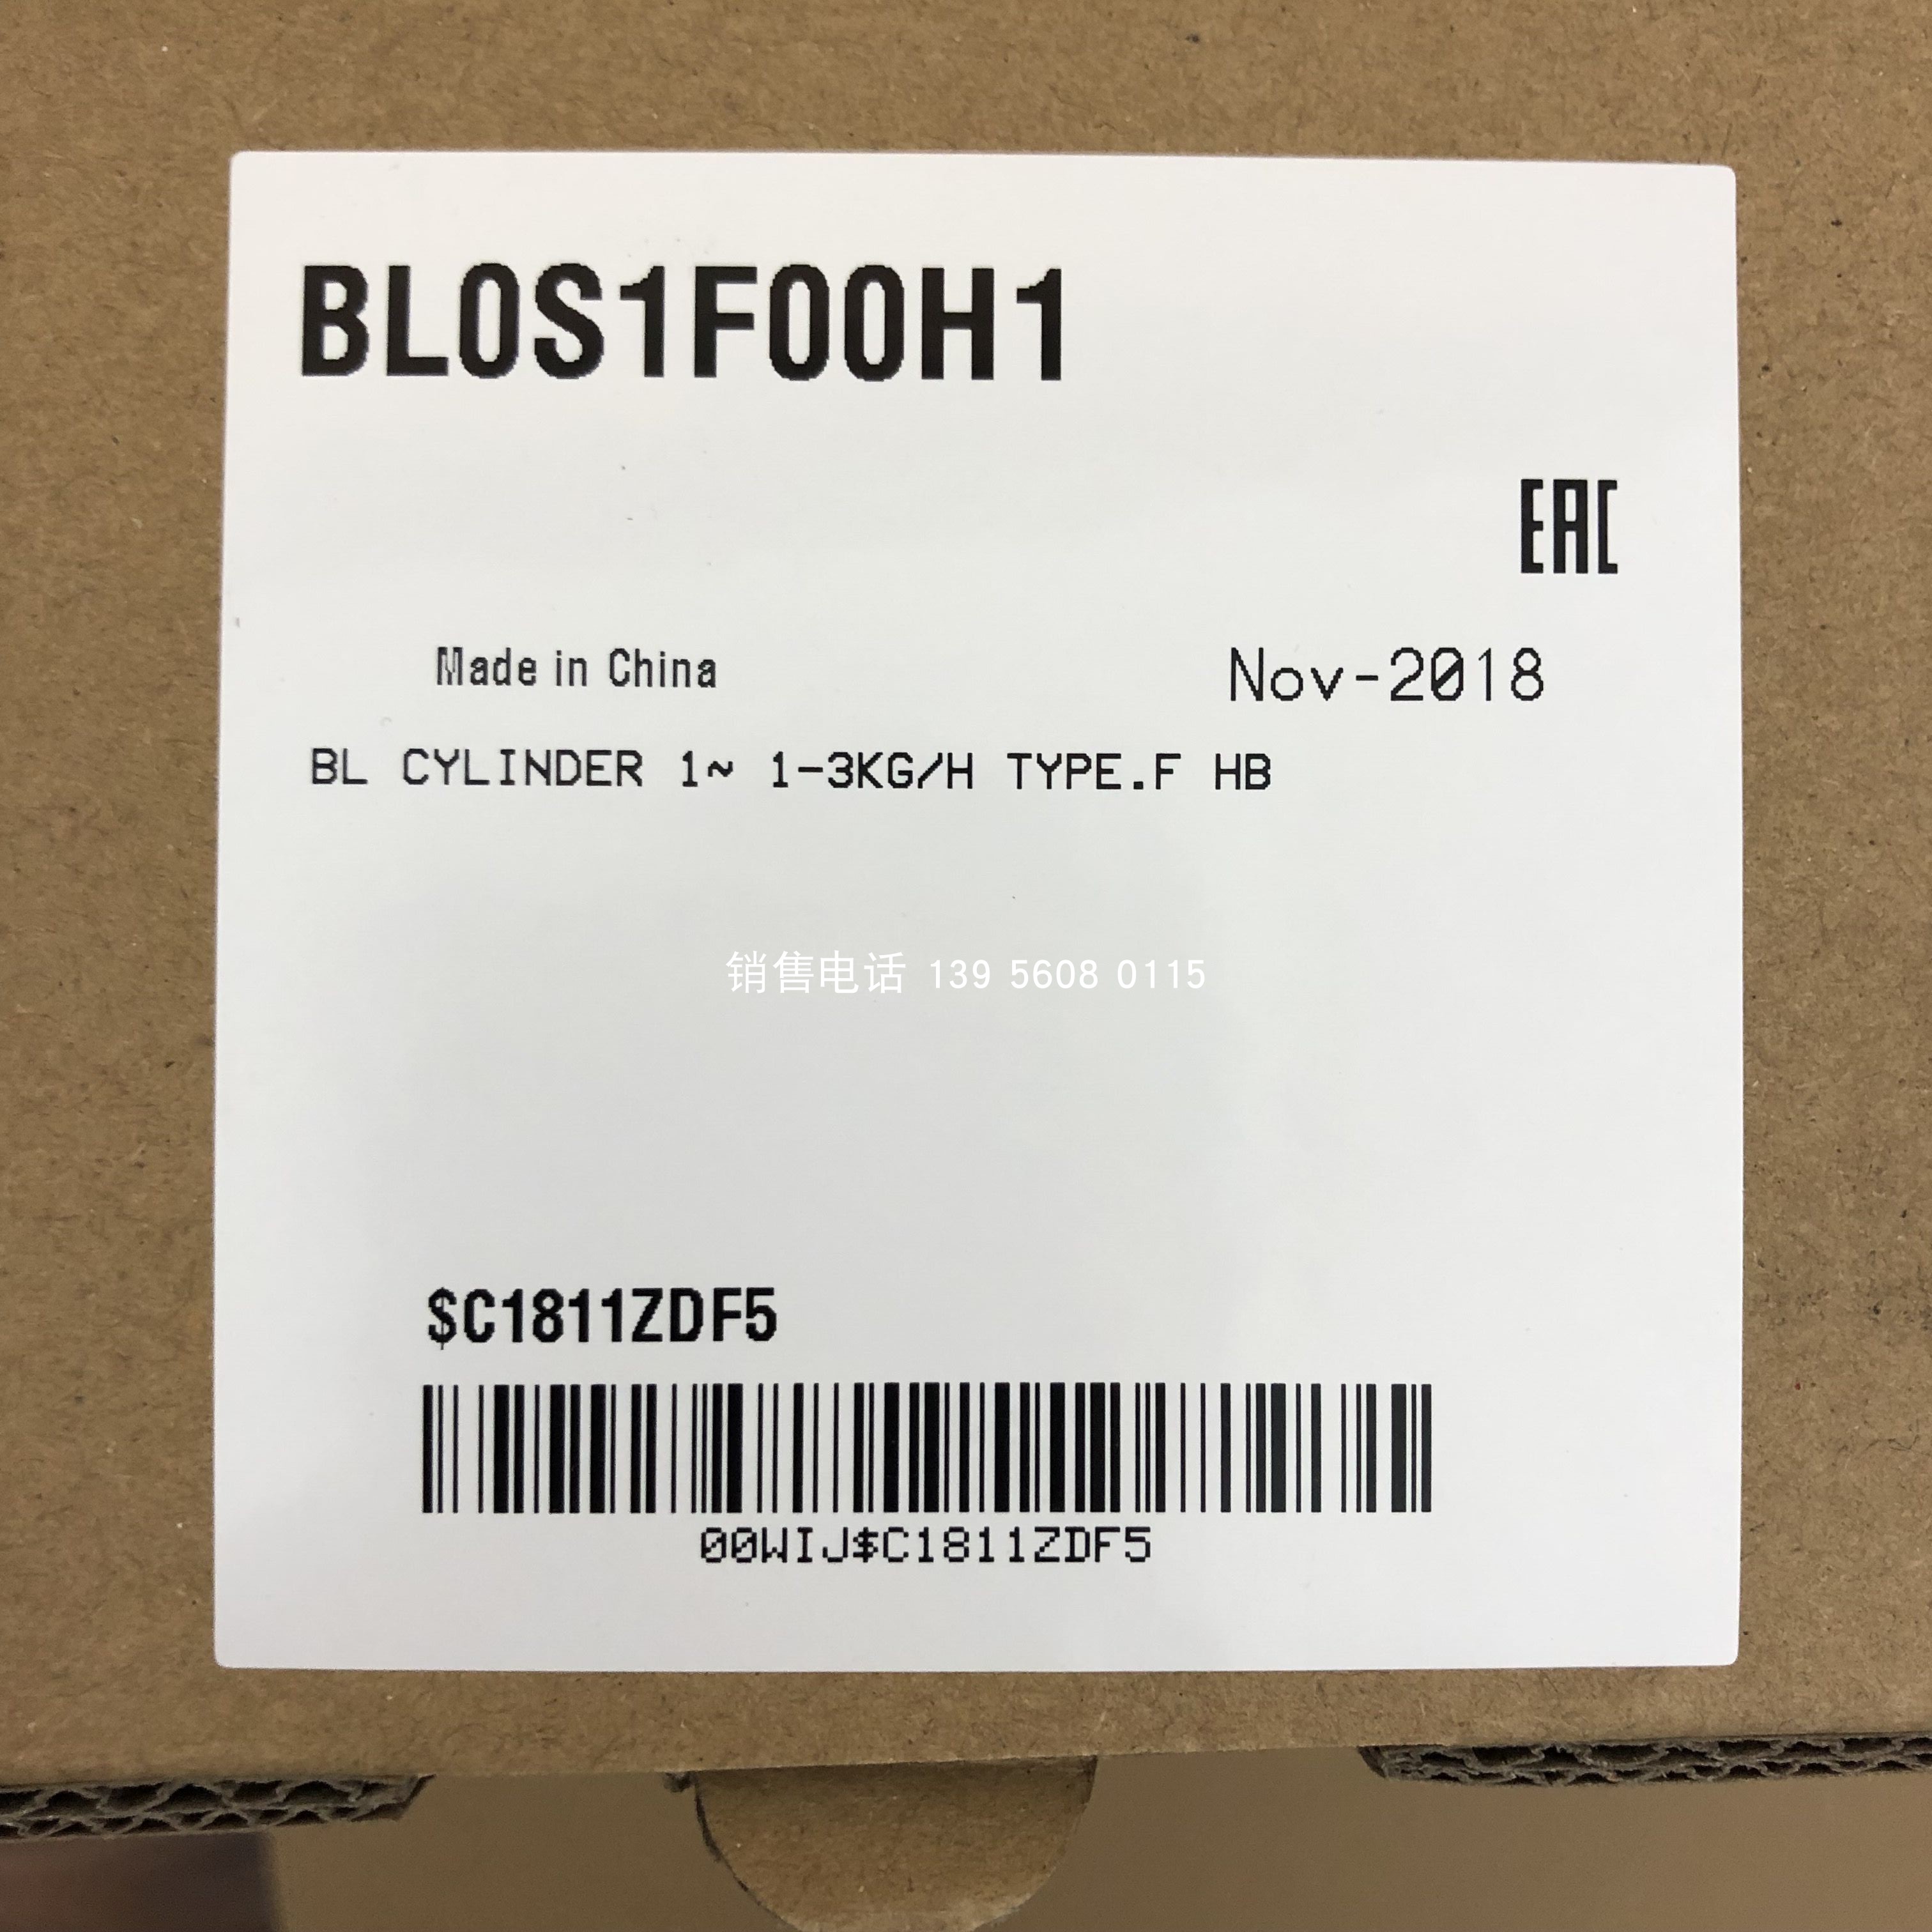 BL0S1F00H1
EAC
Made in China
Nov-2018
BL CYLINDER 1~ 1-3KG/H TYPE.F HB
销售电话 139 5608 0115
$C1811ZDF5
00WIJ$C1811ZDF5